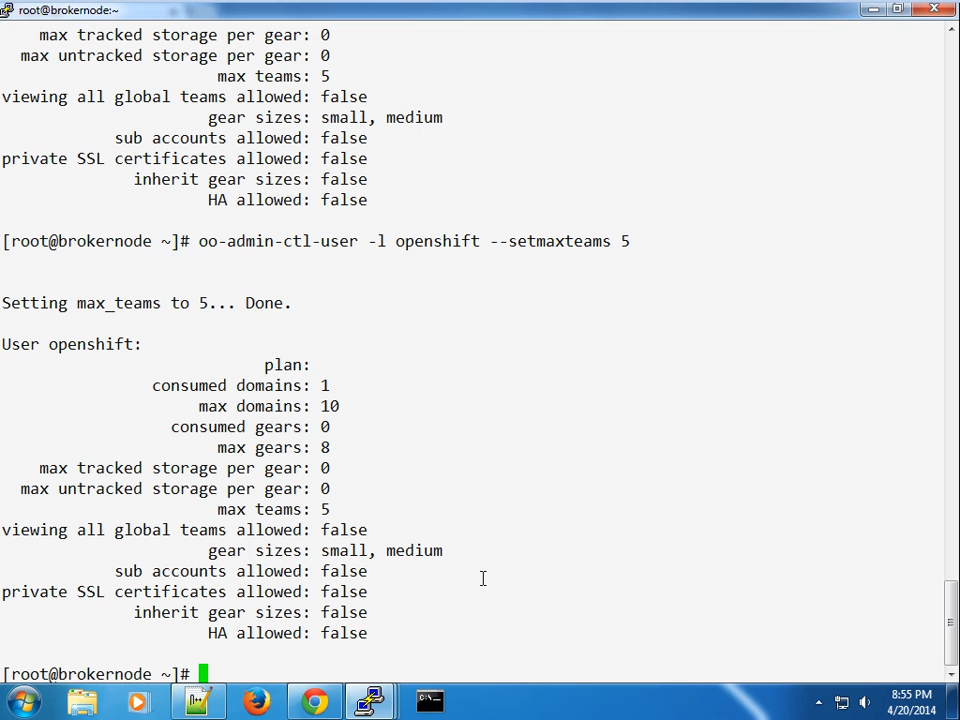 root@brokernode:~
max tracked storage per gear: 0
max untracked storage per gear: 0
max teams: 5
viewing all global teams allowed: false
gear sizes: small, medium
sub accounts allowed: false
private SSL certificates allowed: false
inherit gear sizes: false
HA allowed: false
[root@brokernode ~]# oo-admin-ctl-user -l openshift --setmaxteams 5
Setting max_teams to 5... Done.
User openshift:
plan:
consumed domains: 1
max domains: 10
consumed gears: 0
max gears: 8
max tracked storage per gear: 0
max untracked storage per gear: 0
max teams: 5
viewing all global teams allowed: false
gear sizes: small, medium
sub accounts allowed: false
private SSL certificates allowed: false
inherit gear sizes: false
HA allowed: false
[root@brokernode ~]#
8:55 PM
4/20/2014